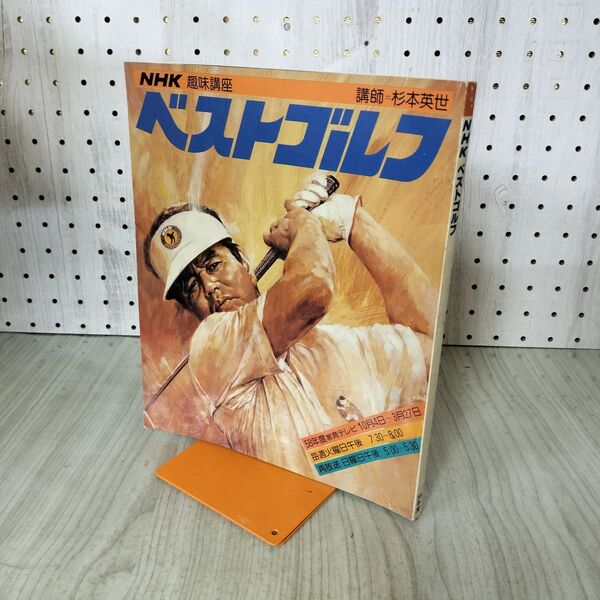 NHK 趣味講座
講師=杉本英世
ベストゴルフ
58年度教育テレビ 10月4日〜3月27日
毎週火曜日午後 7:30-8:00
再放送 日曜日午後 5:00-5:30
NHK ベストゴルフ